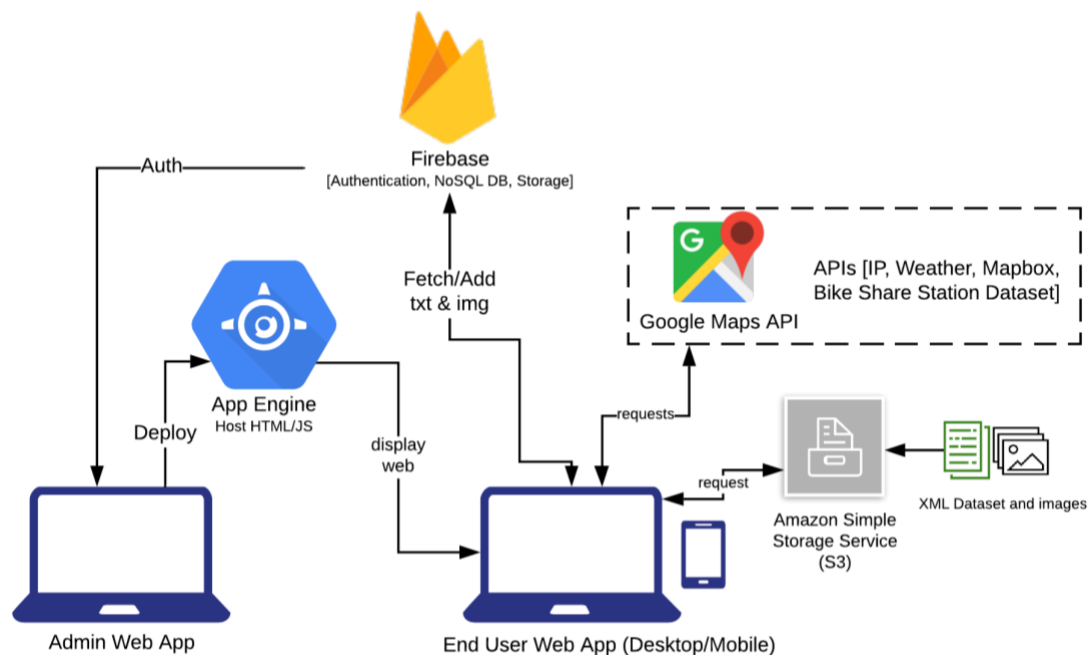 Firebase
[Authentication, NoSQL DB, Storage]
Auth
Fetch/Add
txt & img
G
Google Maps API
APIs [IP, Weather, Mapbox,
Bike Share Station Dataset]
App Engine
Host HTML/JS
Deploy
display
web
requests
request
Amazon Simple
Storage Service
(S3)
XML Dataset and images
Admin Web App
End User Web App (Desktop/Mobile)